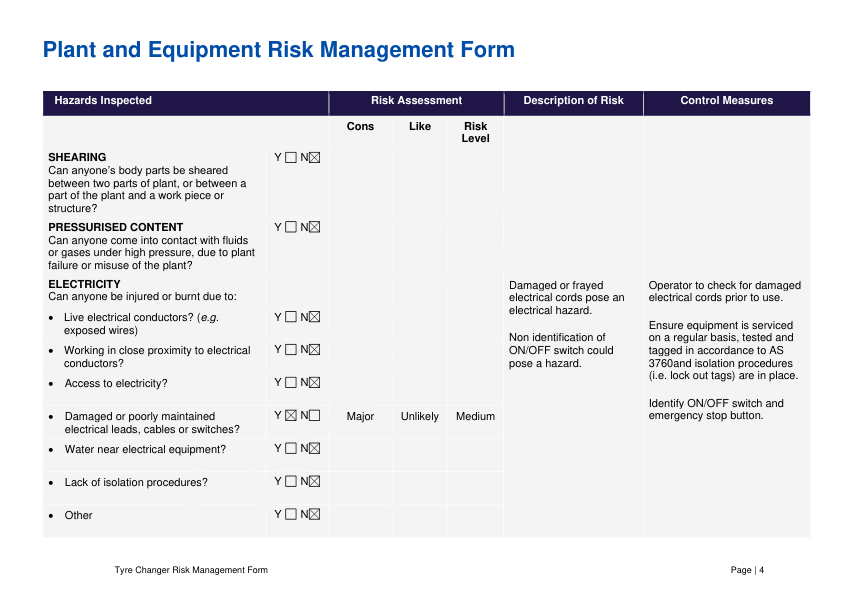 Plant and Equipment Risk Management Form
Hazards Inspected Risk Assessment Description of Risk Control Measures
Cons Like Risk
Level
SHEARING
Can anyone's body parts be sheared
between two parts of plant, or between a
part of the plant and a work piece or
structure?
Y ☐ N☒
PRESSURISED CONTENT
Can anyone come into contact with fluids
or gases under high pressure, due to plant
failure or misuse of the plant?
Y ☐ N☒
ELECTRICITY
Can anyone be injured or burnt due to:
• Live electrical conductors? (e.g.
exposed wires)
Y ☐ N☒
• Working in close proximity to electrical
conductors?
Y ☐ N☒
• Access to electricity?
Y ☐ N☒
• Damaged or poorly maintained
electrical leads, cables or switches?
Y ☒ N☐
Major Unlikely Medium
• Water near electrical equipment?
Y ☐ N☒
• Lack of isolation procedures?
Y ☐ N☒
• Other
Y ☐ N☒
Damaged or frayed
electrical cords pose an
electrical hazard.
Non identification of
ON/OFF switch could
pose a hazard.
Operator to check for damaged
electrical cords prior to use.
Ensure equipment is serviced
on a regular basis, tested and
tagged in accordance to AS
3760and isolation procedures
(i.e. lock out tags) are in place.
Identify ON/OFF switch and
emergency stop button.
Tyre Changer Risk Management Form Page | 4